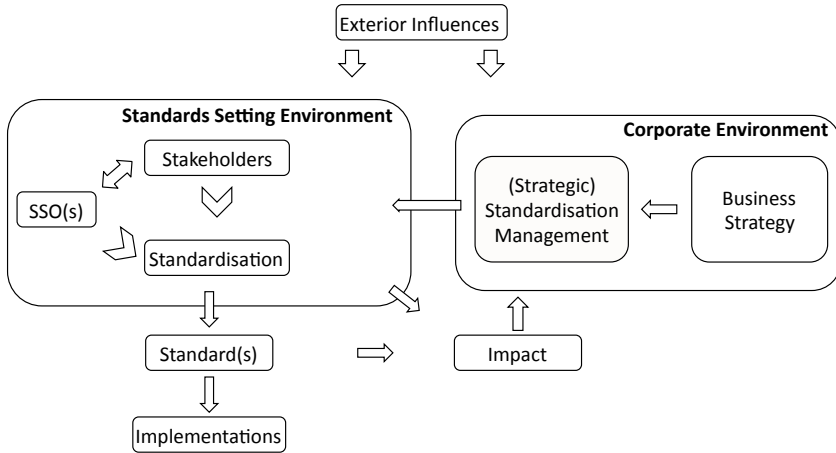 Exterior Influences
Standards Setting Environment
Stakeholders
SSO(s)
Standardisation
Corporate Environment
(Strategic)
Standardisation
Management
Business
Strategy
Standard(s)
Impact
Implementations